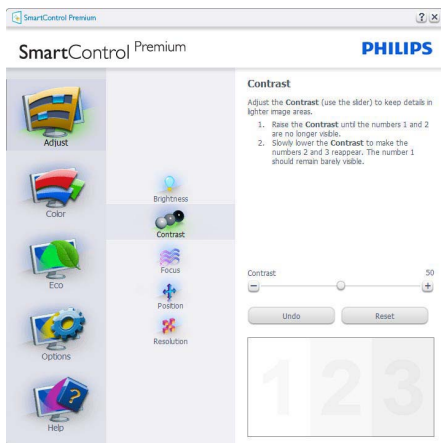 SmartControl Premium
SmartControl Premium
PHILIPS
Adjust
Color
Eco
Options
Help
Brightness
Contrast
Focus
Position
Resolution
Contrast
Adjust the Contrast (use the slider) to keep details in
lighter image areas.
1. Raise the Contrast until the numbers 1 and 2
are no longer visible.
2. Slowly lower the Contrast to make the
numbers 2 and 3 reappear. The number 1
should remain barely visible.
Contrast 50
Undo Reset
1 2 3